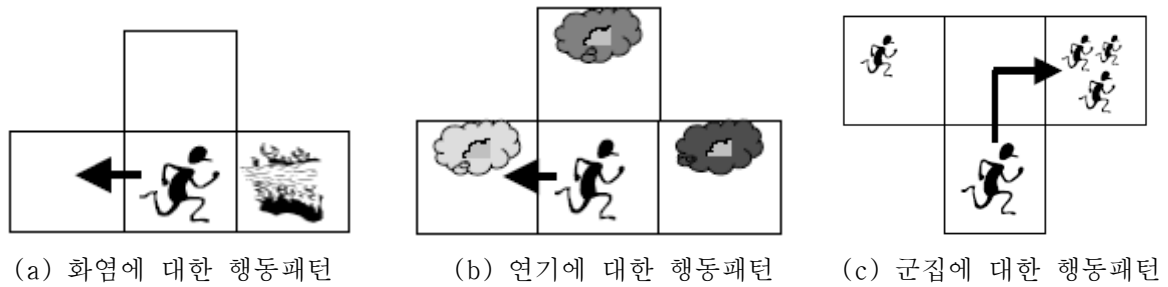 (a) 화염에 대한 행동패턴 (b) 연기에 대한 행동패턴 (c) 군집에 대한 행동패턴